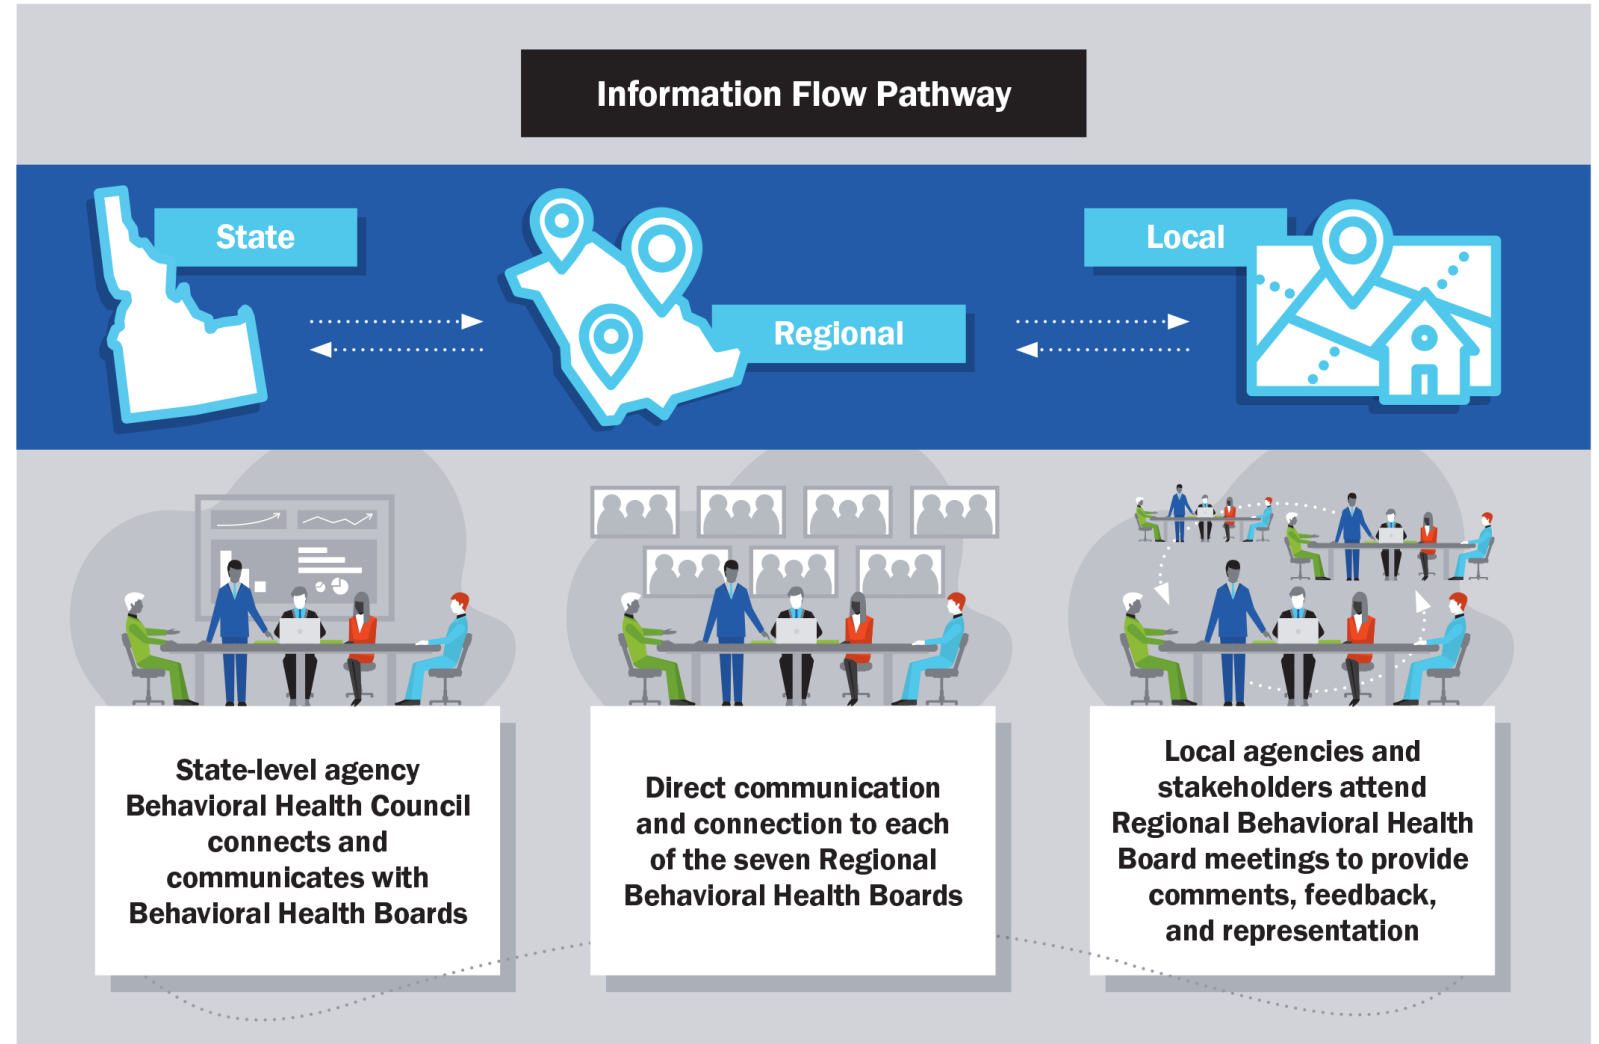 Information Flow Pathway
State
Regional
Local
State-level agency
Behavioral Health Council
connects and
communicates with
Behavioral Health Boards
Direct communication
and connection to each
of the seven Regional
Behavioral Health Boards
Local agencies and
stakeholders attend
Regional Behavioral Health
Board meetings to provide
comments, feedback,
and representation